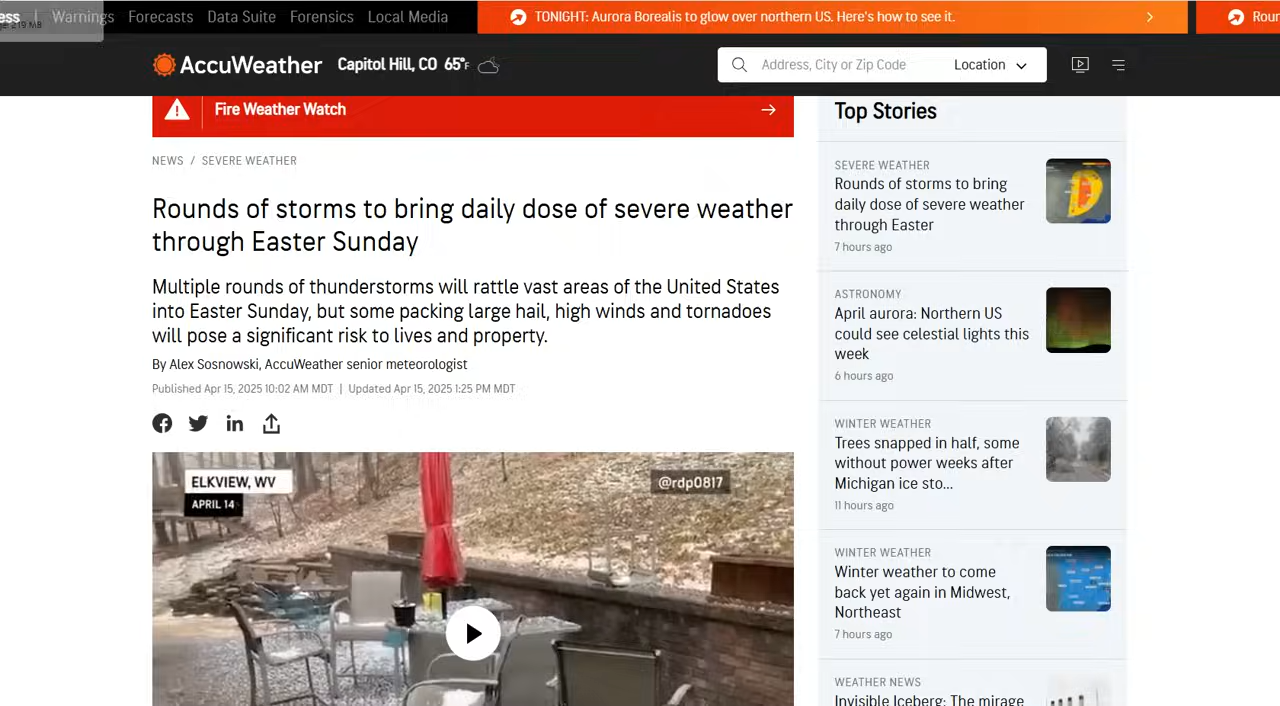 ess | Warnings Forecasts Data Suite Forensics Local Media
TONIGHT: Aurora Borealis to glow over northern US. Here's how to see it.
AccuWeather
Capitol Hill, CO 65°F
Address, City or Zip Code
Location
Fire Weather Watch
NEWS / SEVERE WEATHER
Rounds of storms to bring daily dose of severe weather
through Easter Sunday
Multiple rounds of thunderstorms will rattle vast areas of the United States
into Easter Sunday, but some packing large hail, high winds and tornadoes
will pose a significant risk to lives and property.
By Alex Sosnowski, AccuWeather senior meteorologist
Published Apr 15, 2025 10:02 AM MDT | Updated Apr 15, 2025 1:25 PM MDT
ELKVIEW, WV
APRIL 14
@rdp0817
Top Stories
SEVERE WEATHER
Rounds of storms to bring
daily dose of severe weather
through Easter
7 hours ago
ASTRONOMY
April aurora: Northern US
could see celestial lights this
week
6 hours ago
WINTER WEATHER
Trees snapped in half, some
without power weeks after
Michigan ice sto...
11 hours ago
WINTER WEATHER
Winter weather to come
back yet again in Midwest,
Northeast
7 hours ago
WEATHER NEWS
Invisible Iceberg: The mirage